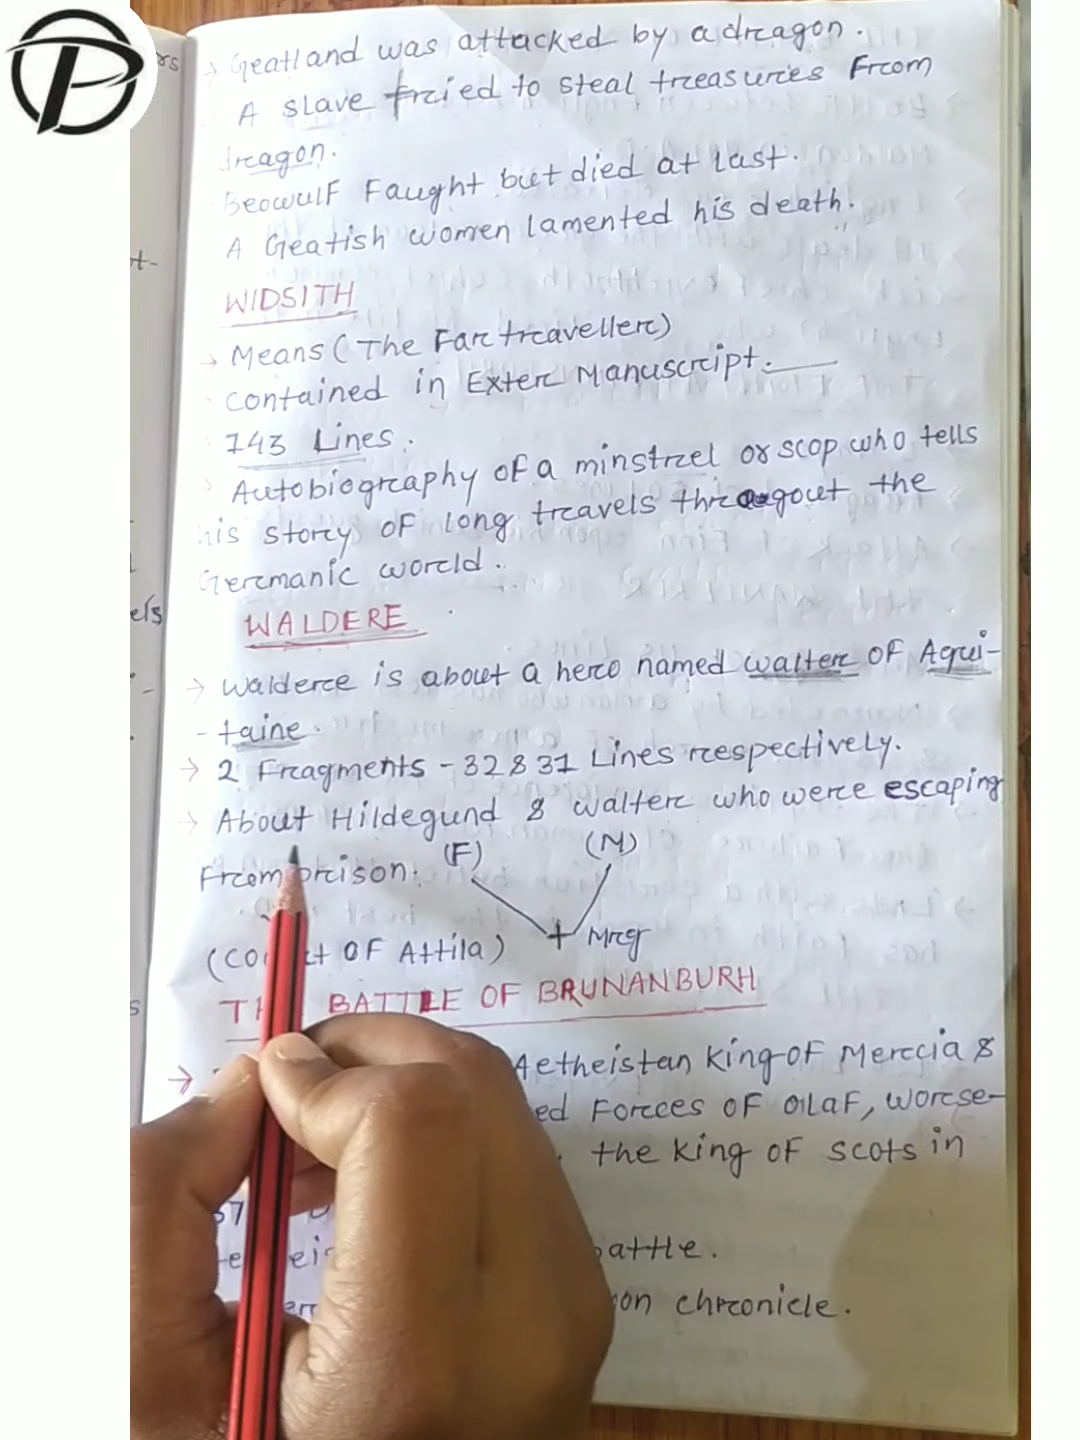 Geatland was attacked by a dragon.
A slave tried to steal treasures from
dragon.
Beowulf faught but died at last.
A Geatish women lamented his death.
WIDSITH
→ Means (The Far traveller)
contained in Exter Manuscript.
143 Lines.
Autobiography of a minstrel or scop who tells
his story of long travels througout the
Germanic world.
WALDERE
→ Waldere is about a hero named walter of Aqui-
-taine.
→ 2 Fragments - 32 & 31 Lines respectively.
→ About Hildegund & Walter who were escaping
(F) (M)
From prison.
+ Mrg
(Court of Attila)
THE BATTLE OF BRUNANBURH
→ Aethelstan king of Mercia &
ed Forces of Olaf, worse-
the king of scots in
battle.
on chronicle.